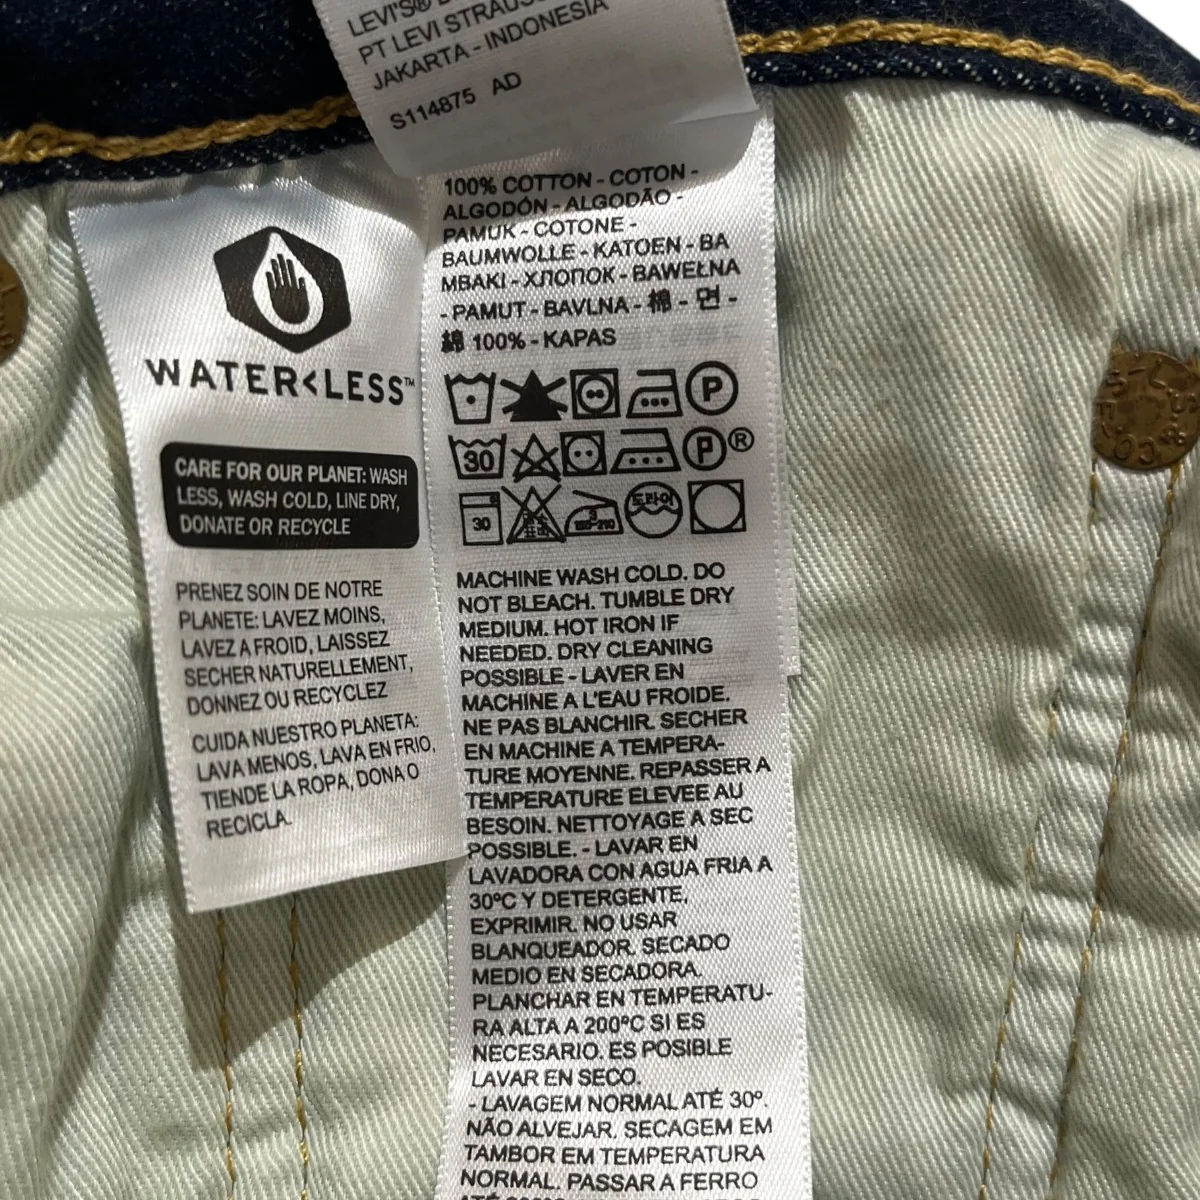 LEVI'S®
PT LEVI STRAUSS
JAKARTA - INDONESIA
S114875 AD
WATER<LESS™
CARE FOR OUR PLANET: WASH
LESS, WASH COLD, LINE DRY,
DONATE OR RECYCLE
PRENEZ SOIN DE NOTRE
PLANETE: LAVEZ MOINS,
LAVEZ A FROID, LAISSEZ
SECHER NATURELLEMENT,
DONNEZ OU RECYCLEZ
CUIDA NUESTRO PLANETA:
LAVA MENOS, LAVA EN FRIO,
TIENDE LA ROPA, DONA O
RECICLA.
100% COTTON - COTON -
ALGODÓN - ALGODÃO -
PAMUK - COTONE -
BAUMWOLLE - KATOEN - BA
MBAKI - ХЛОПОК - BAWEŁNA
- PAMUT - BAVLNA - 棉 - 면 -
綿 100% - KAPAS
P
30 P®
30 3 180-210 드라이
MACHINE WASH COLD. DO
NOT BLEACH. TUMBLE DRY
MEDIUM. HOT IRON IF
NEEDED. DRY CLEANING
POSSIBLE - LAVER EN
MACHINE A L'EAU FROIDE.
NE PAS BLANCHIR. SECHER
EN MACHINE A TEMPERA-
TURE MOYENNE. REPASSER A
TEMPERATURE ELEVEE AU
BESOIN. NETTOYAGE A SEC
POSSIBLE. - LAVAR EN
LAVADORA CON AGUA FRIA A
30ºC Y DETERGENTE,
EXPRIMIR. NO USAR
BLANQUEADOR. SECADO
MEDIO EN SECADORA.
PLANCHAR EN TEMPERATU-
RA ALTA A 200ºC SI ES
NECESARIO. ES POSIBLE
LAVAR EN SECO.
- LAVAGEM NORMAL ATÉ 30º.
NÃO ALVEJAR. SECAGEM EM
TAMBOR EM TEMPERATURA
NORMAL. PASSAR A FERRO